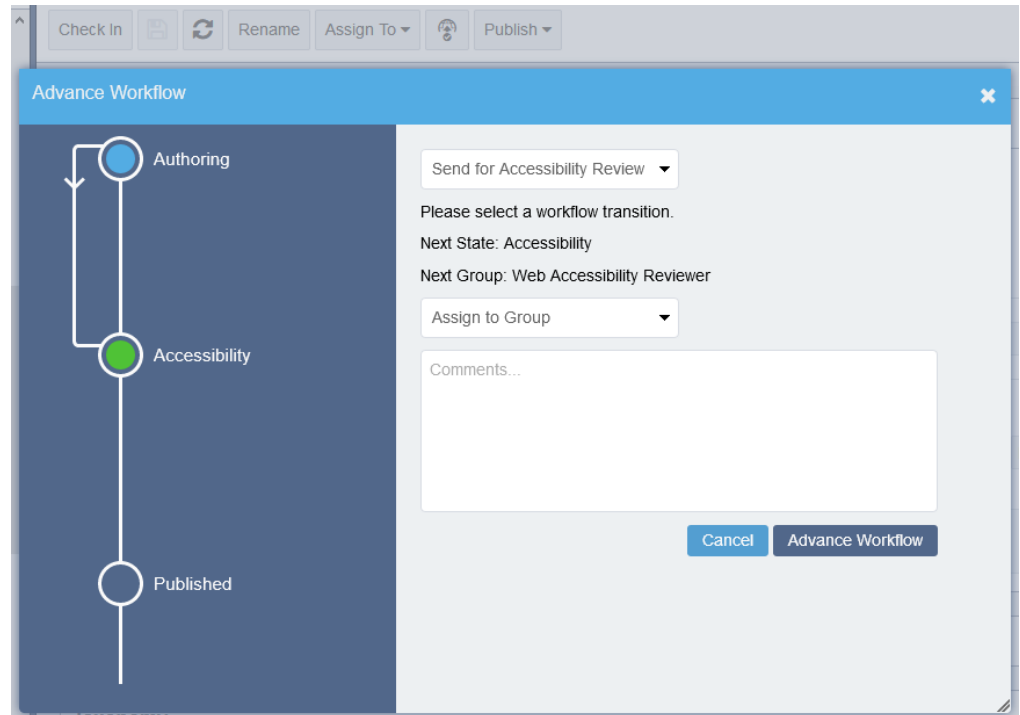 Check In Rename Assign To Publish
Advance Workflow
Authoring
Accessibility
Published
Send for Accessibility Review
Please select a workflow transition.
Next State: Accessibility
Next Group: Web Accessibility Reviewer
Assign to Group
Comments...
Cancel Advance Workflow